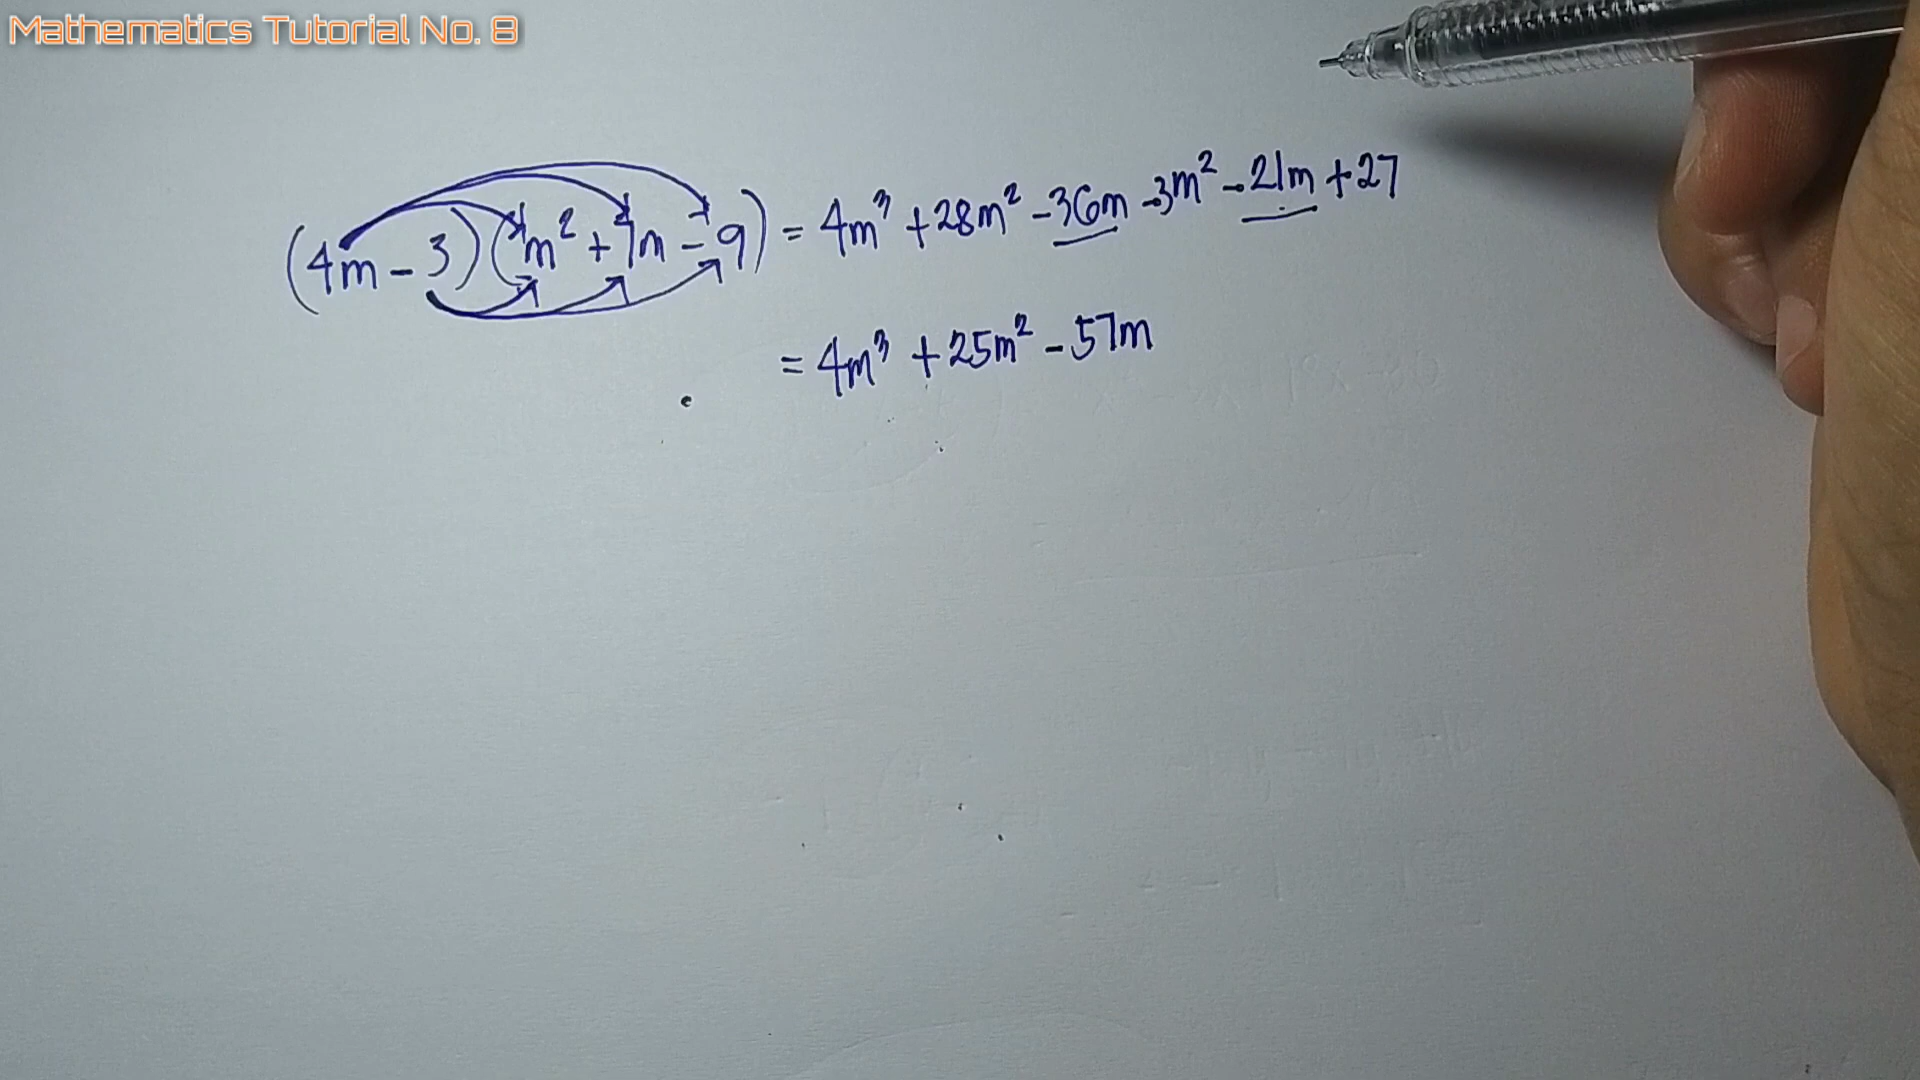 Mathematics Tutorial No. 8
(4m - 3)(m² + 7m - 9) = 4m³ + 28m² - 36m - 3m² - 21m + 27
= 4m³ + 25m² - 57m